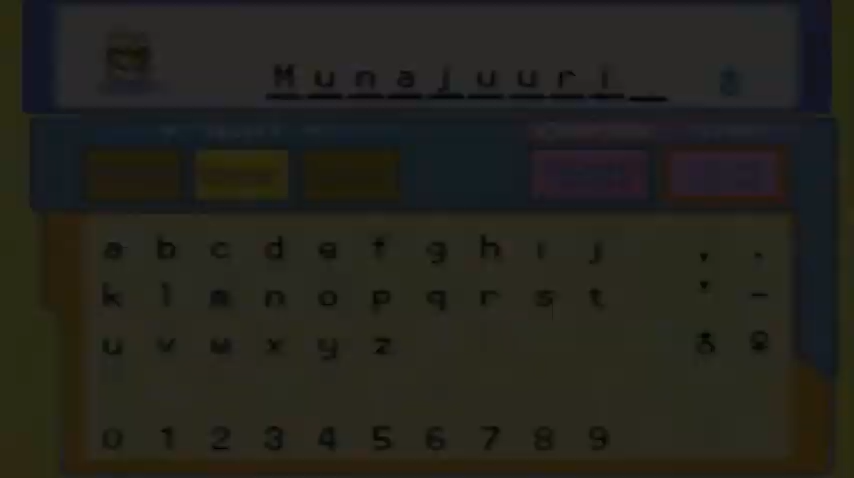 Munajuuri_ ♂
a b c d e f g h i j , .
k l m n o p q r s t ' -
u v w x y z ♂ ♀
0 1 2 3 4 5 6 7 8 9